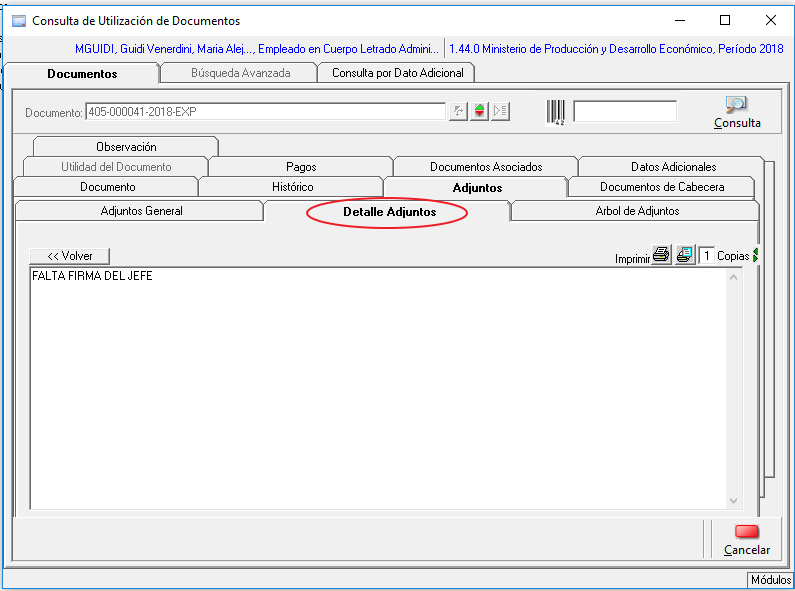 Consulta de Utilización de Documentos
MGUIDI, Guidi Venerdini, Maria Alej..., Empleado en Cuerpo Letrado Admini... 1.44.0 Ministerio de Producción y Desarrollo Económico, Período 2018
Documentos Búsqueda Avanzada Consulta por Dato Adicional
Documento: 405-000041-2018-EXP
Consulta
Observación
Utilidad del Documento Pagos Documentos Asociados Datos Adicionales
Documento Histórico Adjuntos Documentos de Cabecera
Adjuntos General Detalle Adjuntos Arbol de Adjuntos
<< Volver Imprimir 1 Copias
FALTA FIRMA DEL JEFE
Cancelar
Módulos